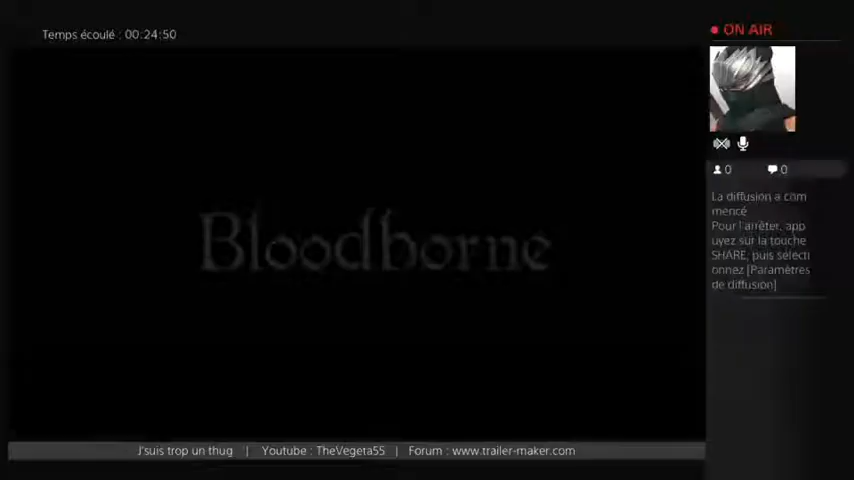 Temps écoulé : 00:24:50
ON AIR
0 0
La diffusion a com
mencé
Pour l'arrêter, app
uyez sur la touche
SHARE, puis sélecti
onnez [Paramètres
de diffusion]
Bloodborne
J'suis trop un thug | Youtube : TheVegeta55 | Forum : www.trailer-maker.com